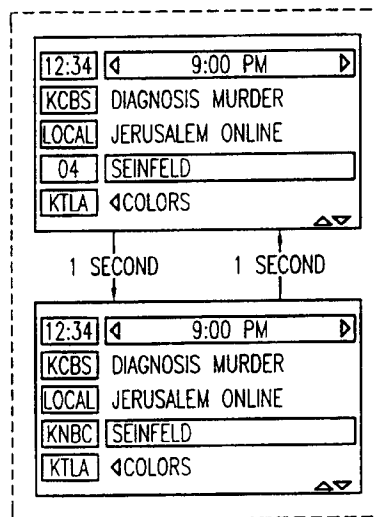 12:34 9:00 PM
KCBS DIAGNOSIS MURDER
LOCAL JERUSALEM ONLINE
04 SEINFELD
KTLA COLORS
1 SECOND 1 SECOND
12:34 9:00 PM
KCBS DIAGNOSIS MURDER
LOCAL JERUSALEM ONLINE
KNBC SEINFELD
KTLA COLORS